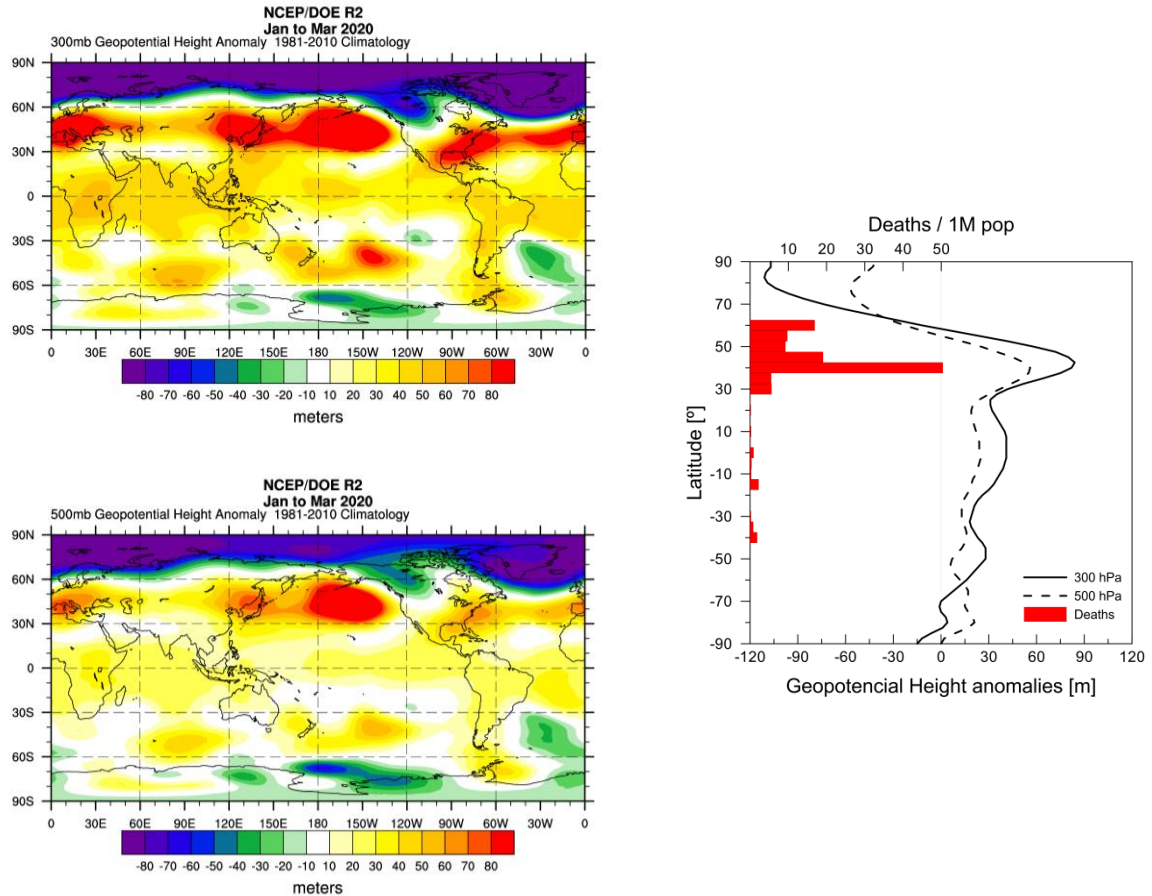 NCEP/DOE R2
Jan to Mar 2020
300mb Geopotential Height Anomaly 1981-2010 Climatology
90N
60N
30N
0
30S
60S
90S
0 30E 60E 90E 120E 150E 180 150W 120W 90W 60W 30W 0
-80 -70 -60 -50 -40 -30 -20 -10 10 20 30 40 50 60 70 80
meters
NCEP/DOE R2
Jan to Mar 2020
500mb Geopotential Height Anomaly 1981-2010 Climatology
90N
60N
30N
0
30S
60S
90S
0 30E 60E 90E 120E 150E 180 150W 120W 90W 60W 30W 0
-80 -70 -60 -50 -40 -30 -20 -10 10 20 30 40 50 60 70 80
meters
Deaths / 1M pop
10 20 30 40 50
Latitude [º]
90
70
50
30
10
-10
-30
-50
-70
-90
300 hPa
500 hPa
Deaths
-120 -90 -60 -30 0 30 60 90 120
Geopotencial Height anomalies [m]